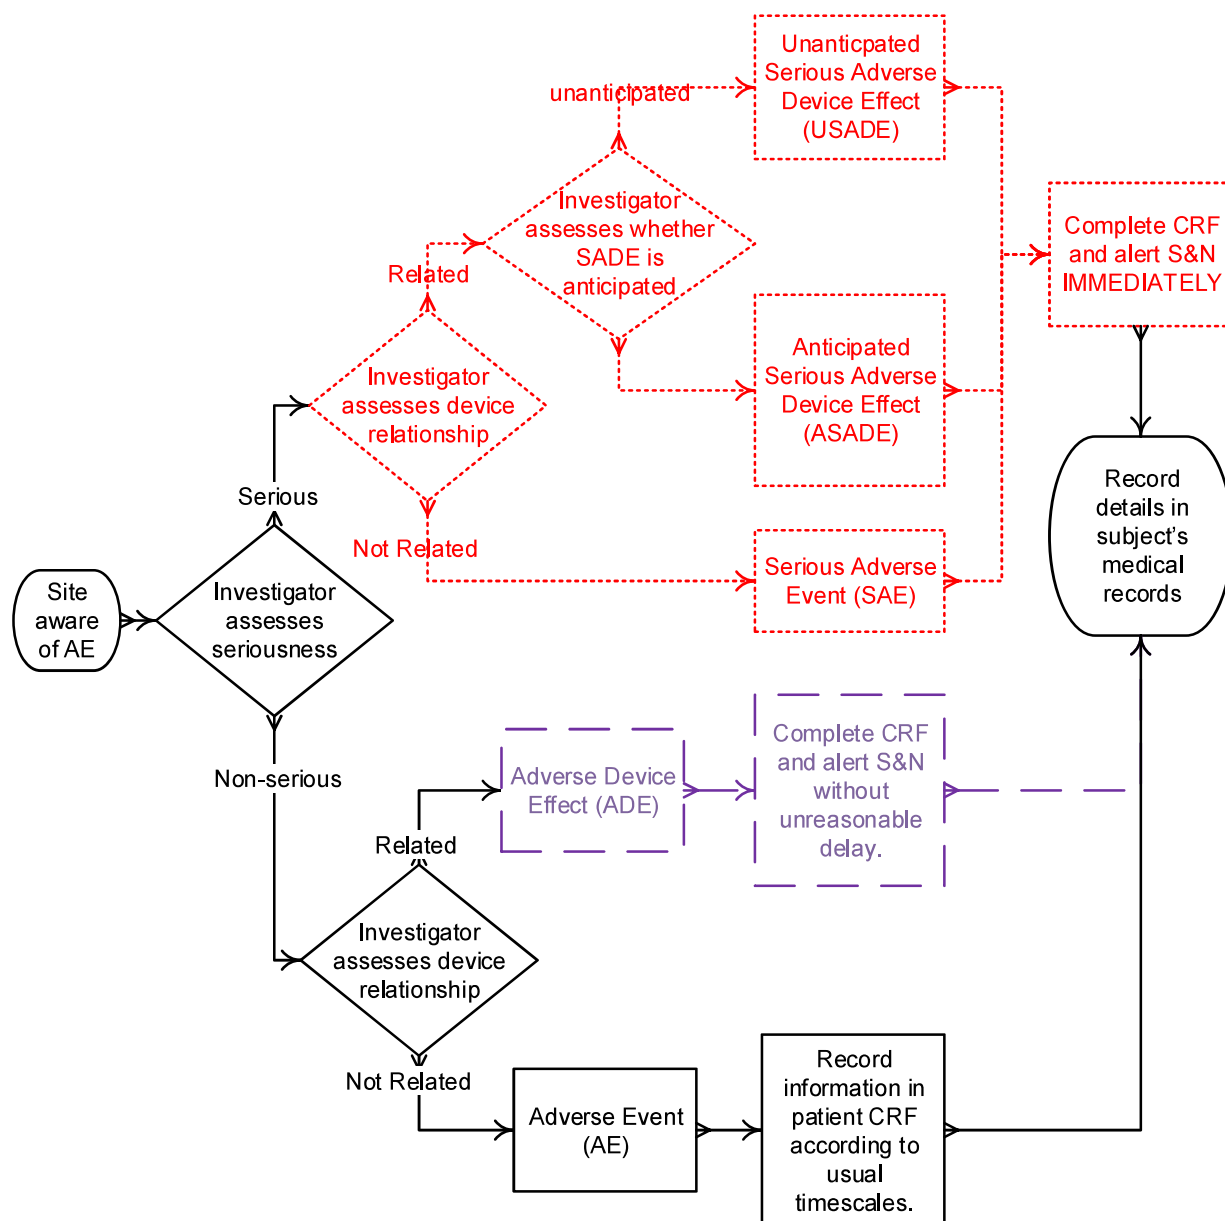 Unanticpated
Serious Adverse
Device Effect
(USADE)
unanticipated
Investigator
assesses whether
SADE is
anticipated
Complete CRF
and alert S&N
IMMEDIATELY
Related
Anticipated
Serious Adverse
Device Effect
(ASADE)
Investigator
assesses device
relationship
Serious
Record
details in
subject's
medical
records
Not Related
Serious Adverse
Event (SAE)
Site
aware
of AE
Investigator
assesses
seriousness
Non-serious
Adverse Device
Effect (ADE)
Complete CRF
and alert S&N
without
unreasonable
delay.
Related
Investigator
assesses device
relationship
Not Related
Adverse Event
(AE)
Record
information in
patient CRF
according to
usual
timescales.